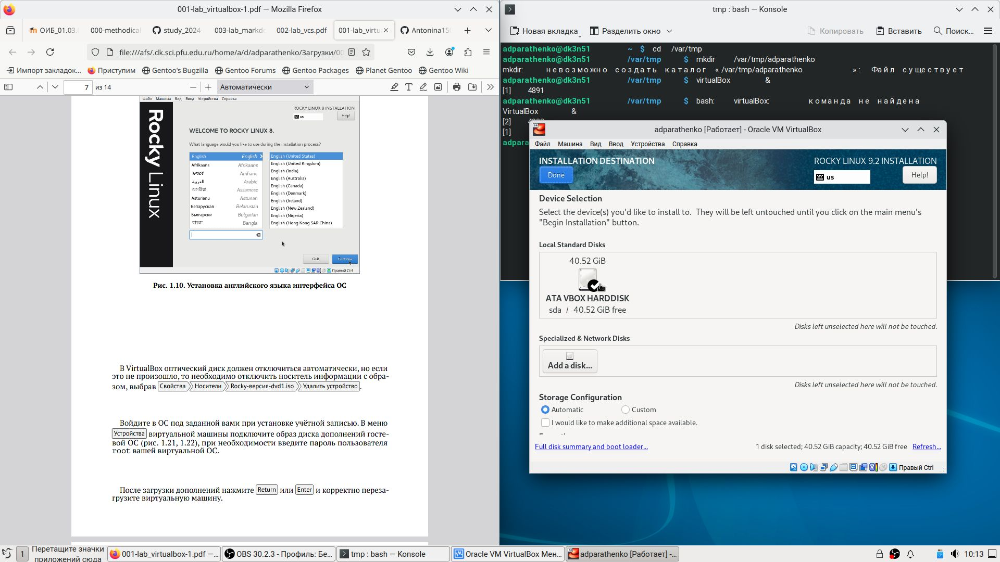 001-lab_virtualbox-1.pdf — Mozilla Firefox
ОИБ_01.03.0
000-methodical
study_2024-
003-lab_markdo
002-lab_vcs.pdf
001-lab_virtu
Antonina150
file:///afs/.dk.sci.pfu.edu.ru/home/a/d/adparathenko/Загрузки/00
Импорт закладок…
Приступим
Gentoo's Bugzilla
Gentoo Forums
Gentoo Packages
Planet Gentoo
Gentoo Wiki
7 из 14
Автоматически
Файл Машина Вид Ввод Устройства Справка
Rocky Linux
ROCKY LINUX 8 INSTALLATION
us
Help!
WELCOME TO ROCKY LINUX 8.
What language would you like to use during the installation process?
English English
Afrikaans Afrikaans
አማርኛ Amharic
العربية Arabic
অসমীয়া Assamese
Asturianu Asturian
Беларуская Belarusian
Български Bulgarian
বাংলা Bangla
English (United States)
English (United Kingdom)
English (India)
English (Australia)
English (Canada)
English (Denmark)
English (Ireland)
English (New Zealand)
English (Nigeria)
English (Hong Kong SAR China)
Quit
Continue
Правый Ctrl
Рис. 1.10. Установка английского языка интерфейса ОС
В VirtualBox оптический диск должен отключиться автоматически, но если
это не произошло, то необходимо отключить носитель информации с обра-
зом, выбрав Свойства Носители Rocky-версия-dvd1.iso Удалить устройство.
Войдите в ОС под заданной вами при установке учётной записью. В меню
Устройства виртуальной машины подключите образ диска дополнений госте-
вой ОС (рис. 1.21, 1.22), при необходимости введите пароль пользователя
root вашей виртуальной ОС.
После загрузки дополнений нажмите Return или Enter и корректно переза-
грузите виртуальную машину.
tmp : bash — Konsole
Новая вкладка
Разделить окно
Копировать
Вставить
Поиск…
adparathenko@dk3n51 ~ $ cd /var/tmp
adparathenko@dk3n51 /var/tmp $ mkdir /var/tmp/adparathenko
mkdir: невозможно создать каталог «/var/tmp/adparathenko»: Файл существует
adparathenko@dk3n51 /var/tmp $ virtualBox &
[1] 4891
adparathenko@dk3n51 /var/tmp $ bash: virtualBox: команда не найдена
VirtualBox &
[2]
[1]
adpara
adparathenko [Работает] - Oracle VM VirtualBox
Файл Машина Вид Ввод Устройства Справка
INSTALLATION DESTINATION
ROCKY LINUX 9.2 INSTALLATION
Done
us
Help!
Device Selection
Select the device(s) you'd like to install to. They will be left untouched until you click on the main menu's
"Begin Installation" button.
Local Standard Disks
40.52 GiB
ATA VBOX HARDDISK
sda / 40.52 GiB free
Disks left unselected here will not be touched.
Specialized & Network Disks
Add a disk...
Disks left unselected here will not be touched.
Storage Configuration
Automatic
Custom
I would like to make additional space available.
Full disk summary and boot loader...
1 disk selected; 40.52 GiB capacity; 40.52 GiB free
Refresh...
Правый Ctrl
1
Перетащите значки
приложений сюда
001-lab_virtualbox-1.pdf —…
OBS 30.2.3 - Профиль: Бе…
tmp : bash — Konsole
Oracle VM VirtualBox Мен…
adparathenko [Работает] -…
10:13